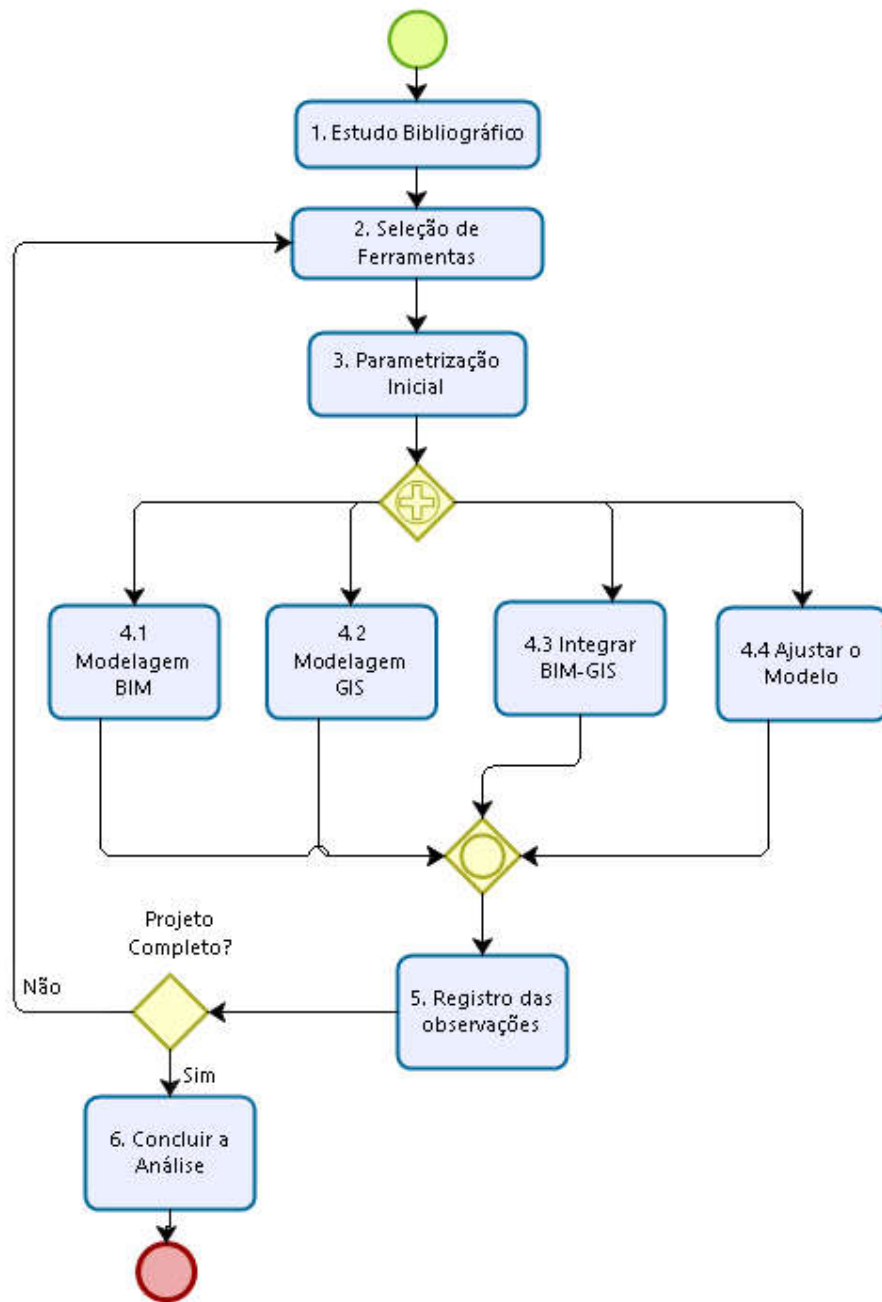 1. Estudo Bibliográfico
2. Seleção de
Ferramentas
3. Parametrização
Inicial
4.1
Modelagem
BIM
4.2
Modelagem
GIS
4.3 Integrar
BIM-GIS
4.4 Ajustar o
Modelo
Projeto
Completo?
Não
5. Registro das
observações
Sim
6. Concluir a
Análise